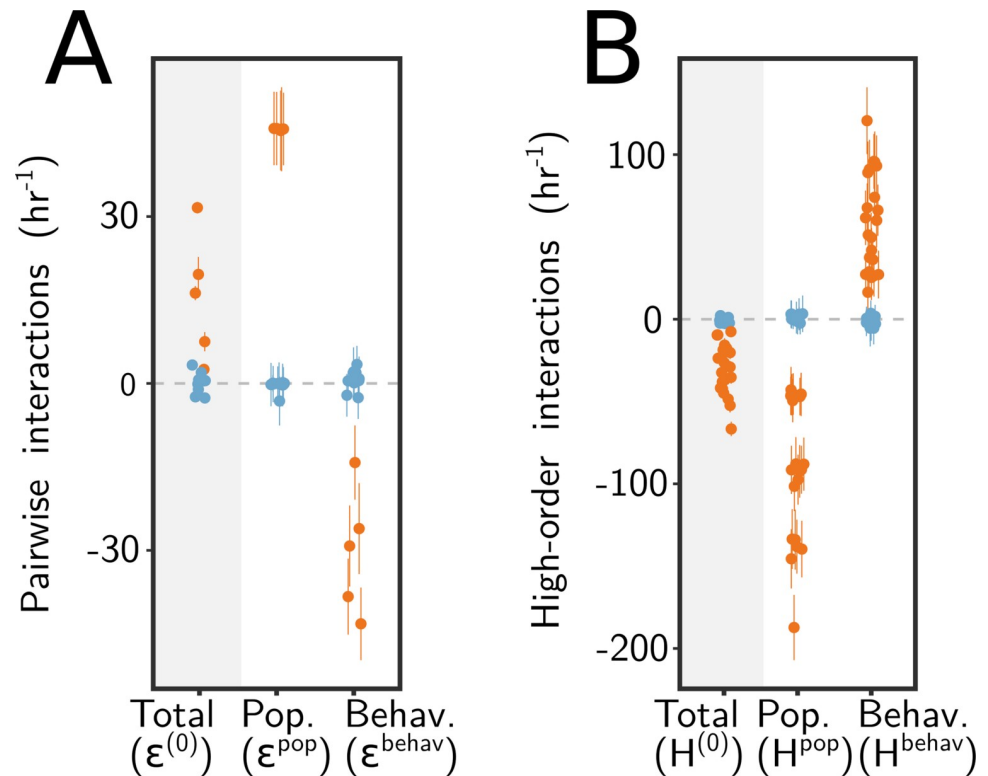 A
Pairwise interactions (hr⁻¹)
30
0
-30
Total Pop. Behav.
(ε⁽⁰⁾) (εᵖᵒᵖ) (εᵇᵉʰᵃᵛ)
B
High-order interactions (hr⁻¹)
100
0
-100
-200
Total Pop. Behav.
(H⁽⁰⁾) (Hᵖᵒᵖ) (Hᵇᵉʰᵃᵛ)